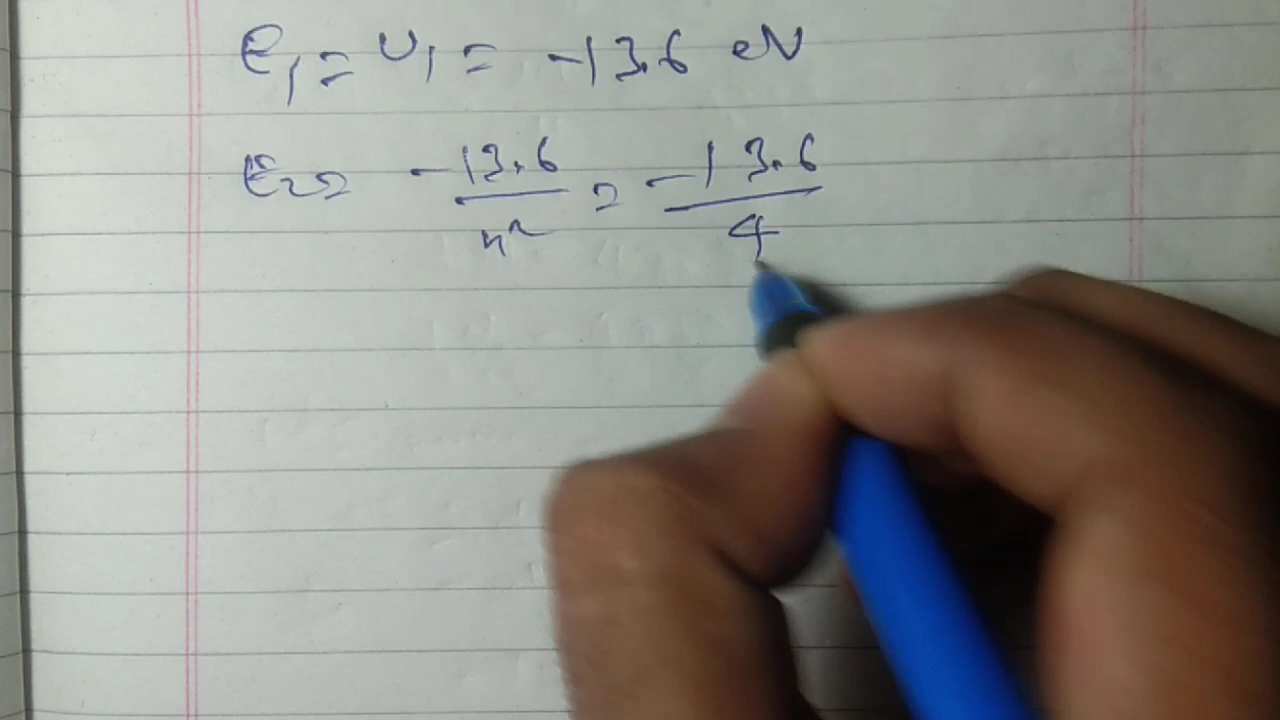 E₁ = U₁ = -13.6 eV
E₂ = -13.6/n² = -13.6/4